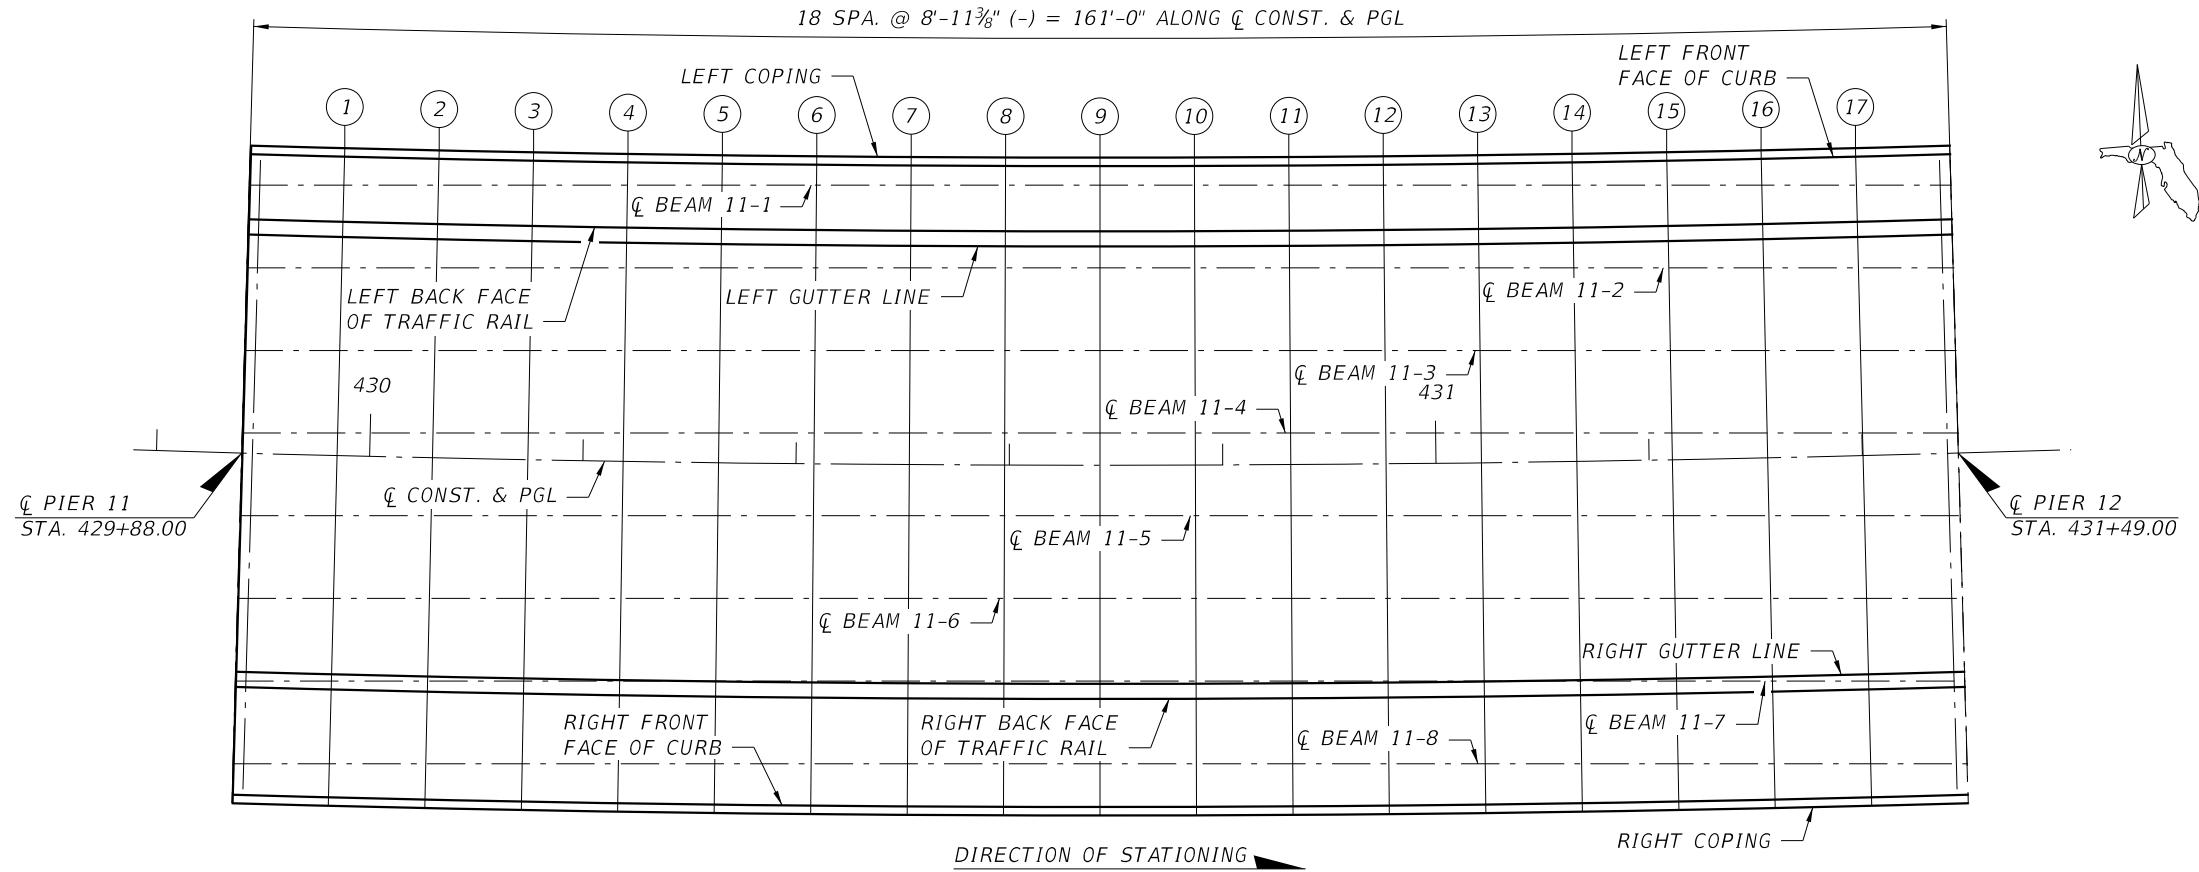 18 SPA. @ 8'-11⅜" (-) = 161'-0" ALONG ℄ CONST. & PGL
LEFT COPING
LEFT FRONT
FACE OF CURB
1 2 3 4 5 6 7 8 9 10 11 12 13 14 15 16 17
N
℄ BEAM 11-1
LEFT BACK FACE
OF TRAFFIC RAIL
LEFT GUTTER LINE
℄ BEAM 11-2
℄ BEAM 11-3
430
431
℄ BEAM 11-4
℄ CONST. & PGL
℄ PIER 11
STA. 429+88.00
℄ PIER 12
STA. 431+49.00
℄ BEAM 11-5
℄ BEAM 11-6
RIGHT GUTTER LINE
RIGHT FRONT
FACE OF CURB
RIGHT BACK FACE
OF TRAFFIC RAIL
℄ BEAM 11-7
℄ BEAM 11-8
RIGHT COPING
DIRECTION OF STATIONING